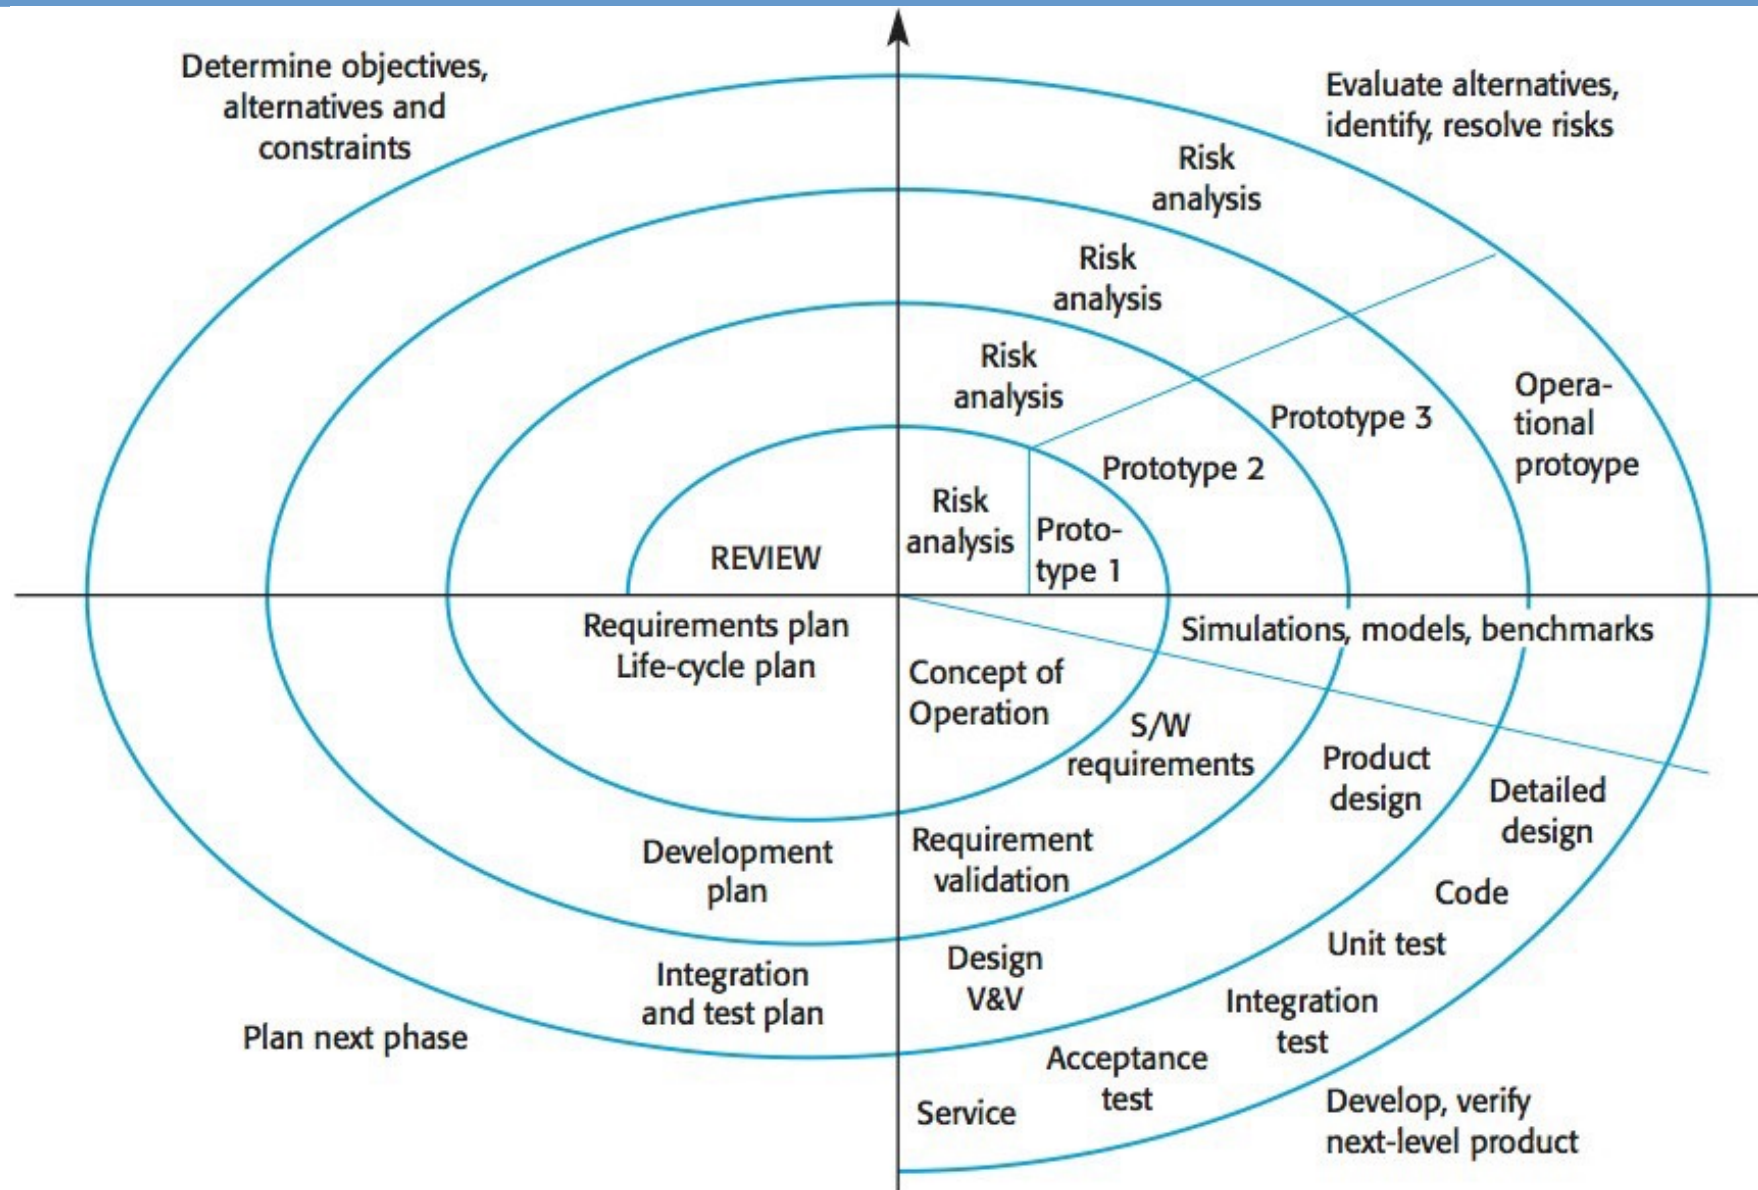 Determine objectives,
alternatives and
constraints
Evaluate alternatives,
identify, resolve risks
Risk
analysis
Risk
analysis
Risk
analysis
Risk
analysis
Proto-
type 1
Prototype 2
Prototype 3
Opera-
tional
protoype
REVIEW
Requirements plan
Life-cycle plan
Simulations, models, benchmarks
Concept of
Operation
S/W
requirements
Product
design
Detailed
design
Development
plan
Requirement
validation
Code
Unit test
Integration
and test plan
Design
V&V
Integration
test
Plan next phase
Acceptance
test
Service
Develop, verify
next-level product